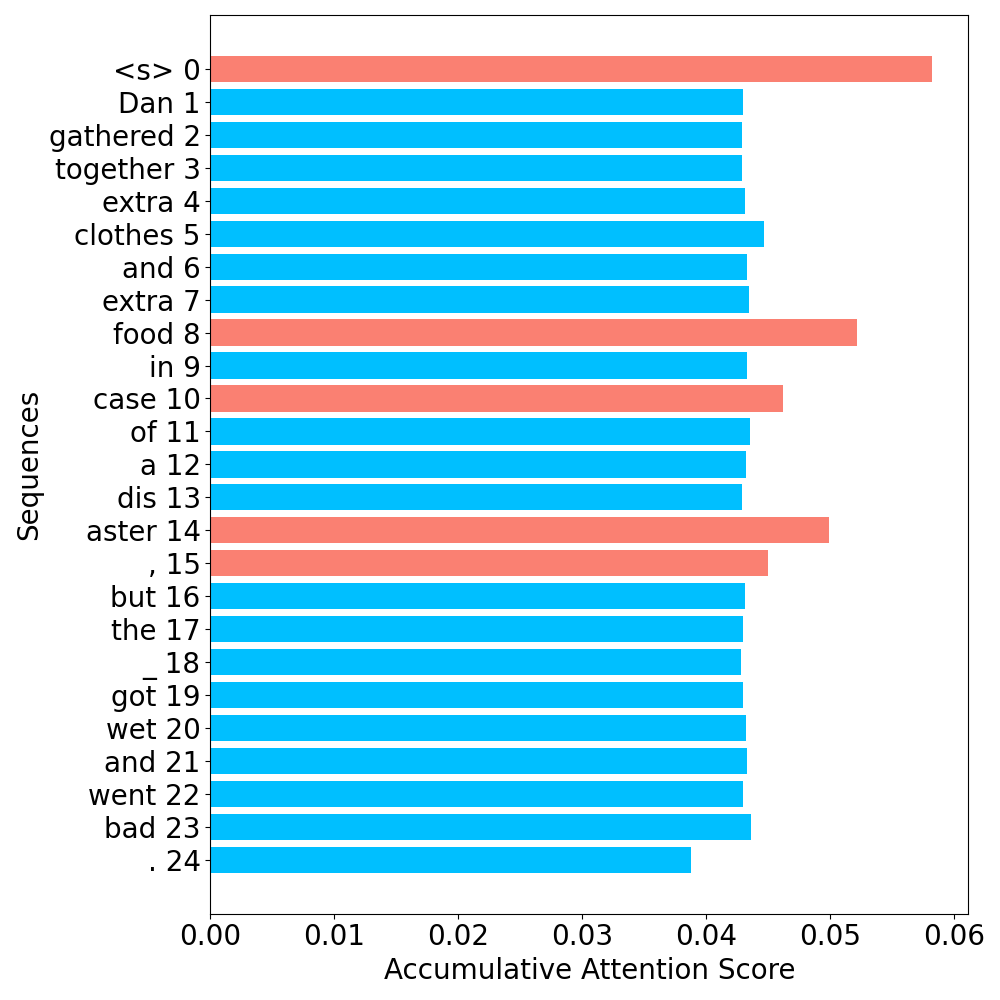 <s> 0
Dan 1
gathered 2
together 3
extra 4
clothes 5
and 6
extra 7
food 8
in 9
case 10
of 11
a 12
dis 13
aster 14
, 15
but 16
the 17
_ 18
got 19
wet 20
and 21
went 22
bad 23
. 24
Sequences
0.00 0.01 0.02 0.03 0.04 0.05 0.06
Accumulative Attention Score